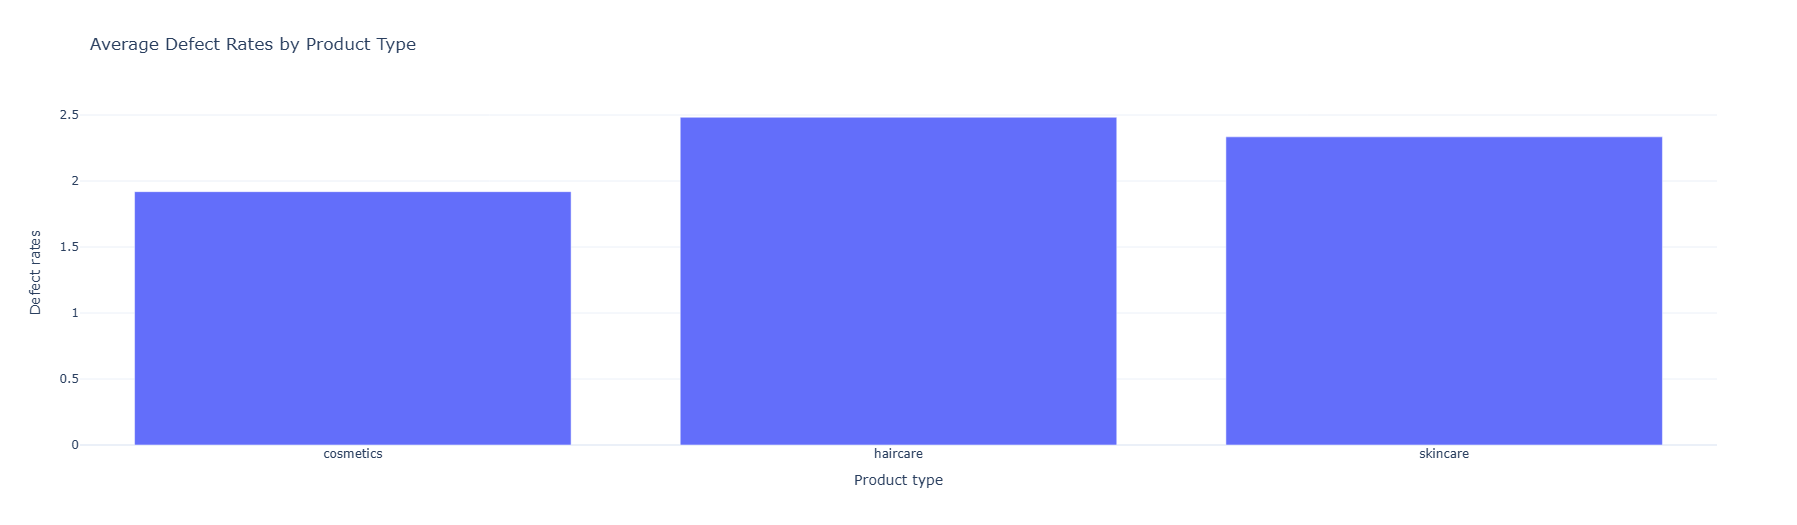 Average Defect Rates by Product Type
2.5
2
1.5
1
0.5
0
Defect rates
cosmetics
haircare
skincare
Product type